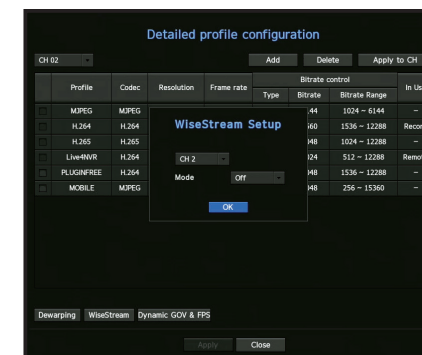 Detailed profile configuration
CH 02 Add Delete Apply to CH
Profile Codec Resolution Frame rate Bitrate control In Us
Type Bitrate Bitrate Range
MJPEG MJPEG 44 1024 ~ 6144 -
H.264 H.264 60 1536 ~ 12288 Recor
H.265 H.265 48 1024 ~ 12288 -
Live4NVR H.264 24 512 ~ 12288 Remot
PLUGINFREE H.264 48 1536 ~ 12288 -
MOBILE MJPEG 48 256 ~ 15360 -
WiseStream Setup
CH 2
Mode Off
OK
Dewarping WiseStream Dynamic GOV & FPS
Apply Close